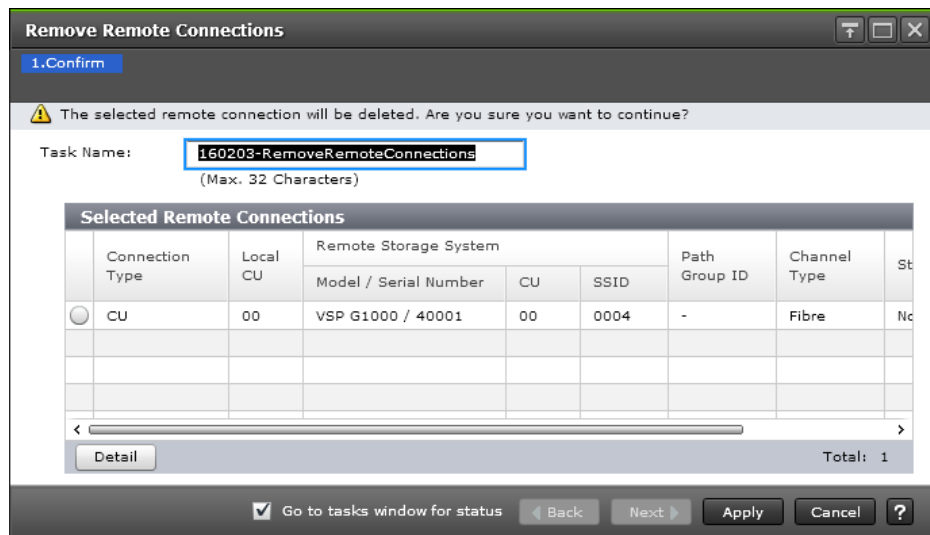 Remove Remote Connections
1.Confirm
The selected remote connection will be deleted. Are you sure you want to continue?
Task Name: 160203-RemoveRemoteConnections
(Max. 32 Characters)
Selected Remote Connections
Connection Type Local CU Remote Storage System Path Group ID Channel Type St
Model / Serial Number CU SSID
CU 00 VSP G1000 / 40001 00 0004 - Fibre No
Detail Total: 1
Go to tasks window for status Back Next Apply Cancel ?